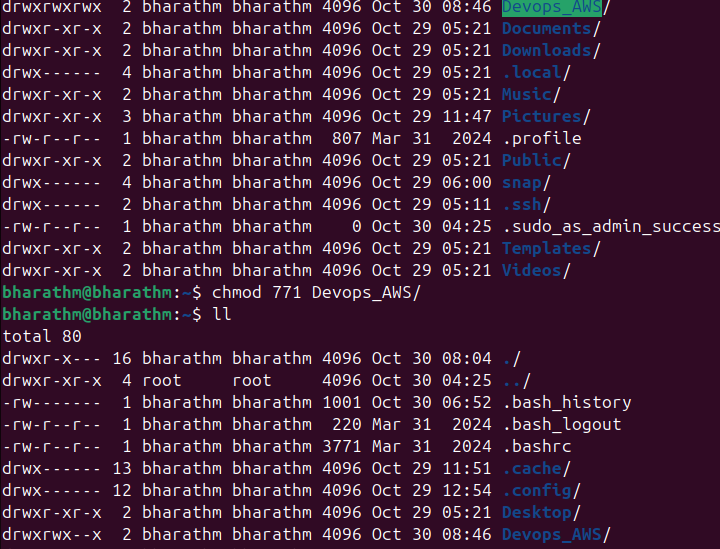 drwxrwxrwx  2 bharathm bharathm 4096 Oct 30 08:46 Devops_AWS/
drwxr-xr-x  2 bharathm bharathm 4096 Oct 29 05:21 Documents/
drwxr-xr-x  2 bharathm bharathm 4096 Oct 29 05:21 Downloads/
drwx------  4 bharathm bharathm 4096 Oct 29 05:21 .local/
drwxr-xr-x  2 bharathm bharathm 4096 Oct 29 05:21 Music/
drwxr-xr-x  3 bharathm bharathm 4096 Oct 29 11:47 Pictures/
-rw-r--r--  1 bharathm bharathm  807 Mar 31  2024 .profile
drwxr-xr-x  2 bharathm bharathm 4096 Oct 29 05:21 Public/
drwx------  4 bharathm bharathm 4096 Oct 29 06:00 snap/
drwx------  2 bharathm bharathm 4096 Oct 29 05:11 .ssh/
-rw-r--r--  1 bharathm bharathm    0 Oct 30 04:25 .sudo_as_admin_success
drwxr-xr-x  2 bharathm bharathm 4096 Oct 29 05:21 Templates/
drwxr-xr-x  2 bharathm bharathm 4096 Oct 29 05:21 Videos/
bharathm@bharathm:~$ chmod 771 Devops_AWS/
bharathm@bharathm:~$ ll
total 80
drwxr-x--- 16 bharathm bharathm 4096 Oct 30 08:04 ./
drwxr-xr-x  4 root     root     4096 Oct 30 04:25 ../
-rw-------  1 bharathm bharathm 1001 Oct 30 06:52 .bash_history
-rw-r--r--  1 bharathm bharathm  220 Mar 31  2024 .bash_logout
-rw-r--r--  1 bharathm bharathm 3771 Mar 31  2024 .bashrc
drwx------ 13 bharathm bharathm 4096 Oct 29 11:51 .cache/
drwx------ 12 bharathm bharathm 4096 Oct 29 12:54 .config/
drwxr-xr-x  2 bharathm bharathm 4096 Oct 29 05:21 Desktop/
drwxrwx--x  2 bharathm bharathm 4096 Oct 30 08:46 Devops_AWS/